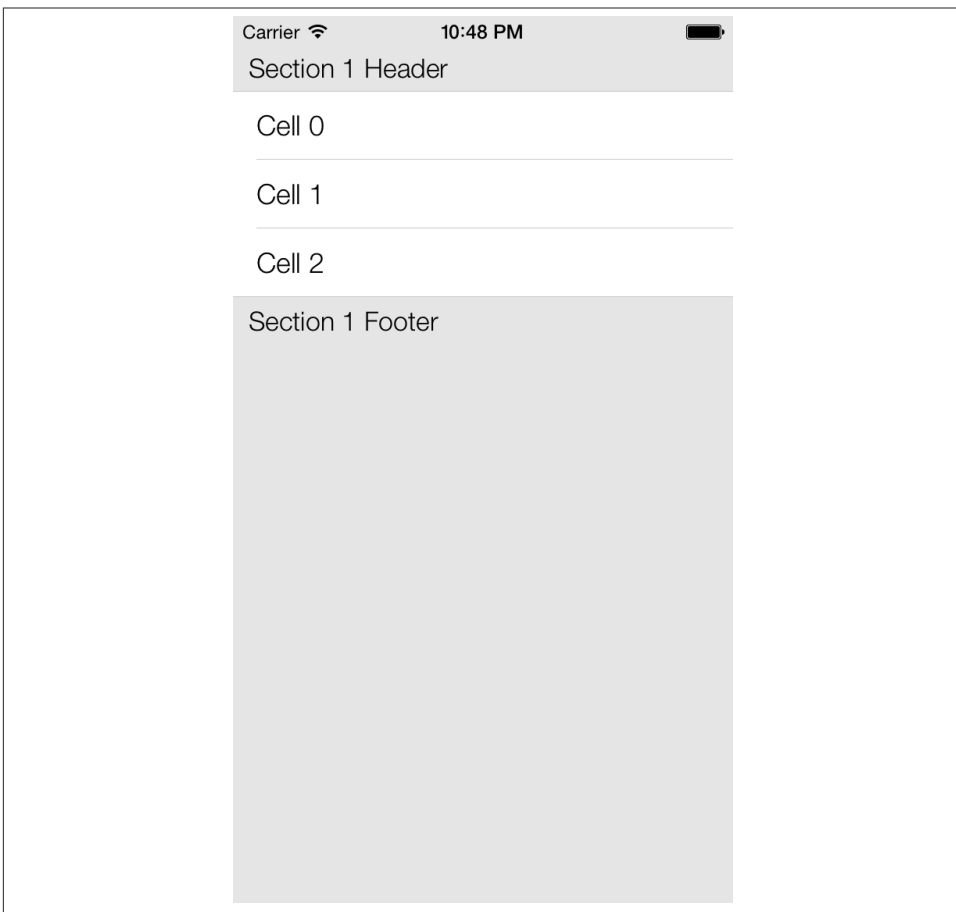 Carrier 10:48 PM
Section 1 Header
Cell 0
Cell 1
Cell 2
Section 1 Footer